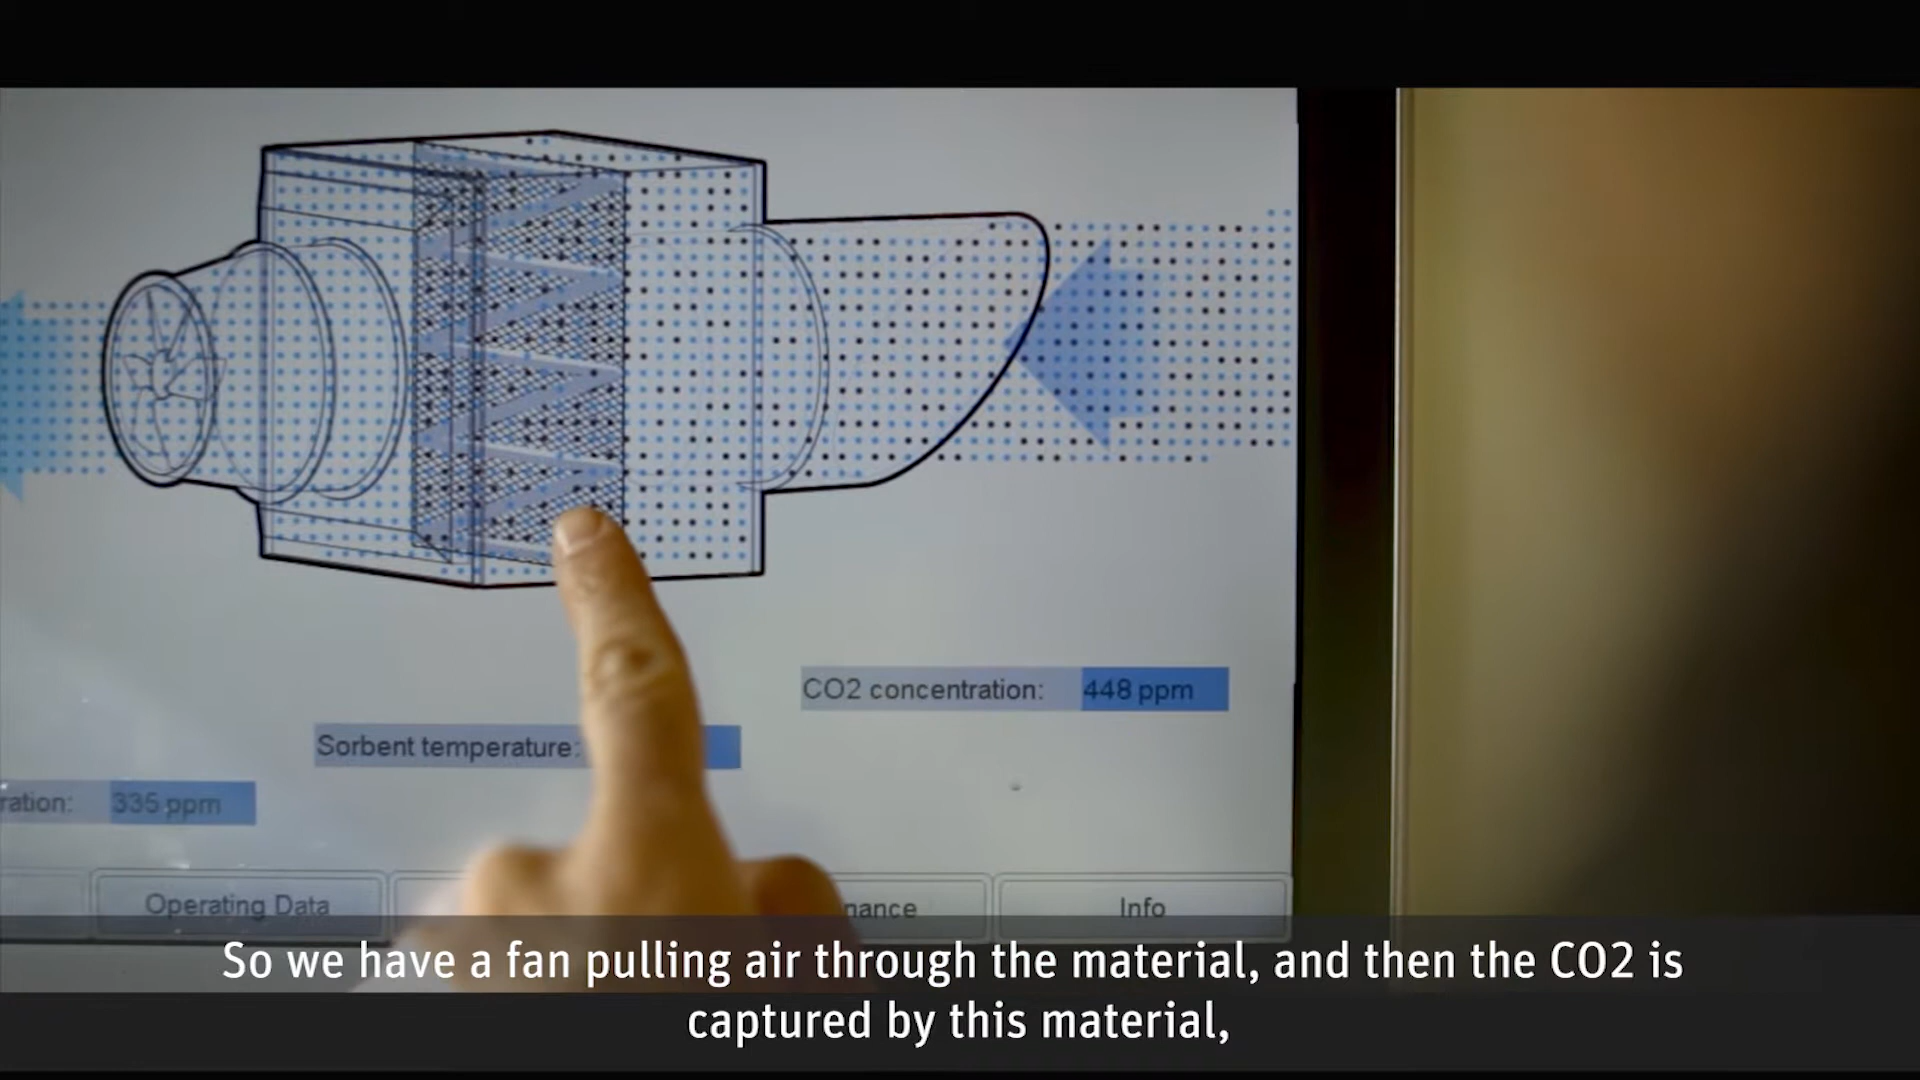 CO2 concentration: 448 ppm
Sorbent temperature:
ration: 335 ppm
Operating Data
nance
Info
So we have a fan pulling air through the material, and then the CO2 is
captured by this material,